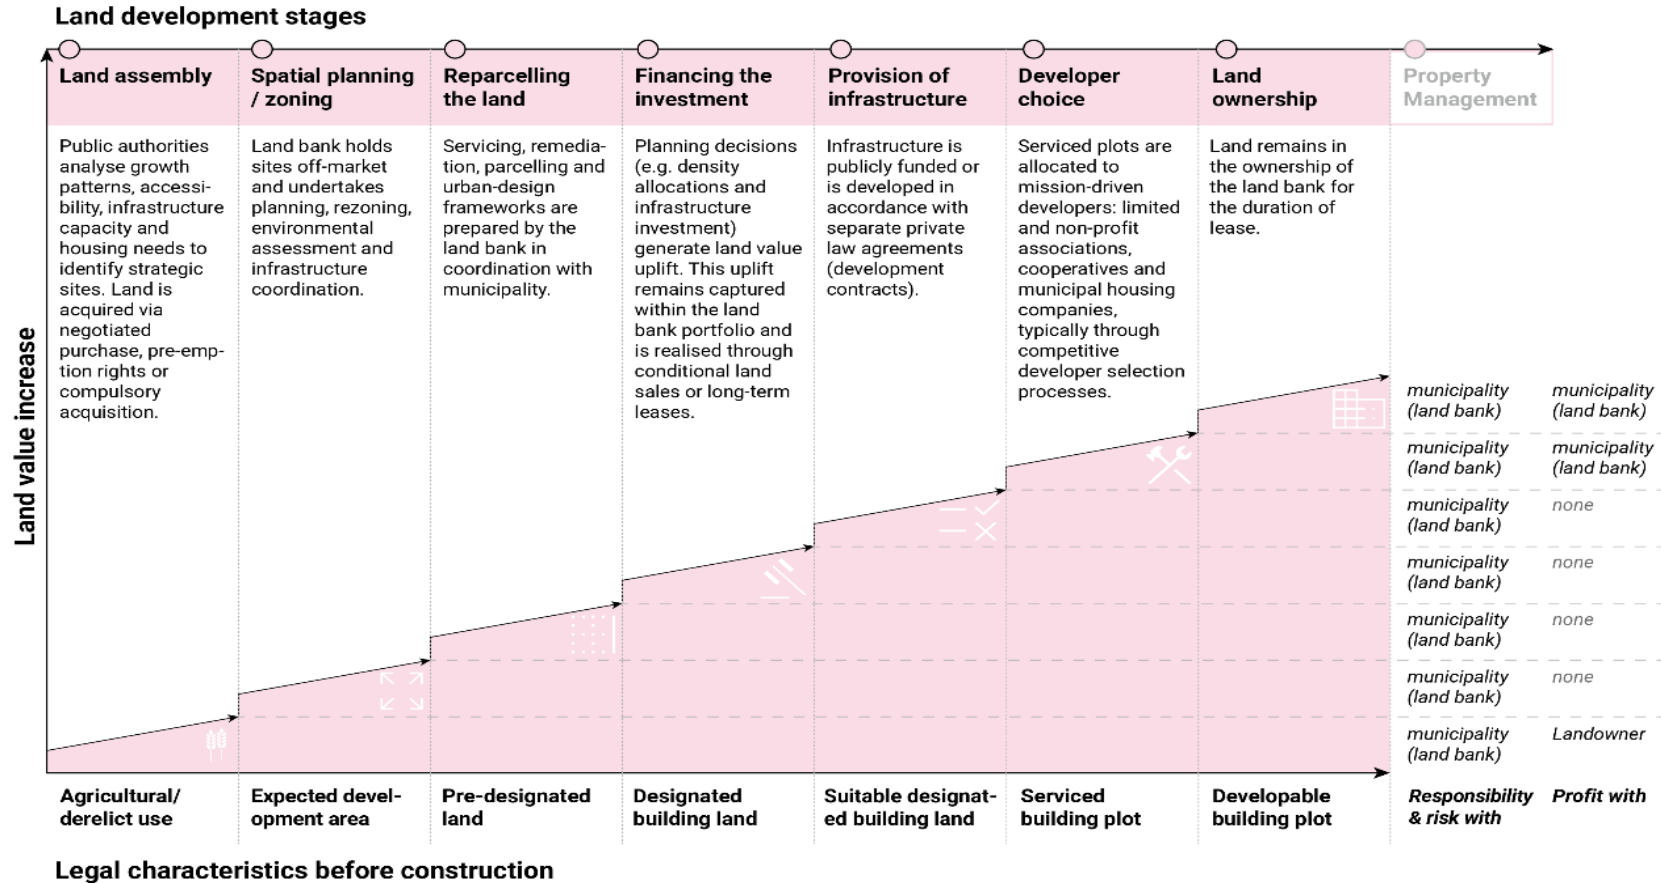 Land development stages
Land assembly
Spatial planning
/ zoning
Reparcelling
the land
Financing the
investment
Provision of
infrastructure
Developer
choice
Land
ownership
Property
Management
Public authorities
analyse growth
patterns, accessi-
bility, infrastructure
capacity and
housing needs to
identify strategic
sites. Land is
acquired via
negotiated
purchase, pre-emp-
tion rights or
compulsory
acquisition.
Land bank holds
sites off-market
and undertakes
planning, rezoning,
environmental
assessment and
infrastructure
coordination.
Servicing, remedia-
tion, parcelling and
urban-design
frameworks are
prepared by the
land bank in
coordination with
municipality.
Planning decisions
(e.g. density
allocations and
infrastructure
investment)
generate land value
uplift. This uplift
remains captured
within the land
bank portfolio and
is realised through
conditional land
sales or long-term
leases.
Infrastructure is
publicly funded or
is developed in
accordance with
separate private
law agreements
(development
contracts).
Serviced plots are
allocated to
mission-driven
developers: limited
and non-profit
associations,
cooperatives and
municipal housing
companies,
typically through
competitive
developer selection
processes.
Land remains in
the ownership of
the land bank for
the duration of
lease.
Land value increase
municipality
(land bank)
municipality
(land bank)
municipality
(land bank)
municipality
(land bank)
municipality
(land bank)
none
municipality
(land bank)
none
municipality
(land bank)
none
municipality
(land bank)
none
municipality
(land bank)
Landowner
Agricultural/
derelict use
Expected devel-
opment area
Pre-designated
land
Designated
building land
Suitable designat-
ed building land
Serviced
building plot
Developable
building plot
Responsibility
& risk with
Profit with
Legal characteristics before construction